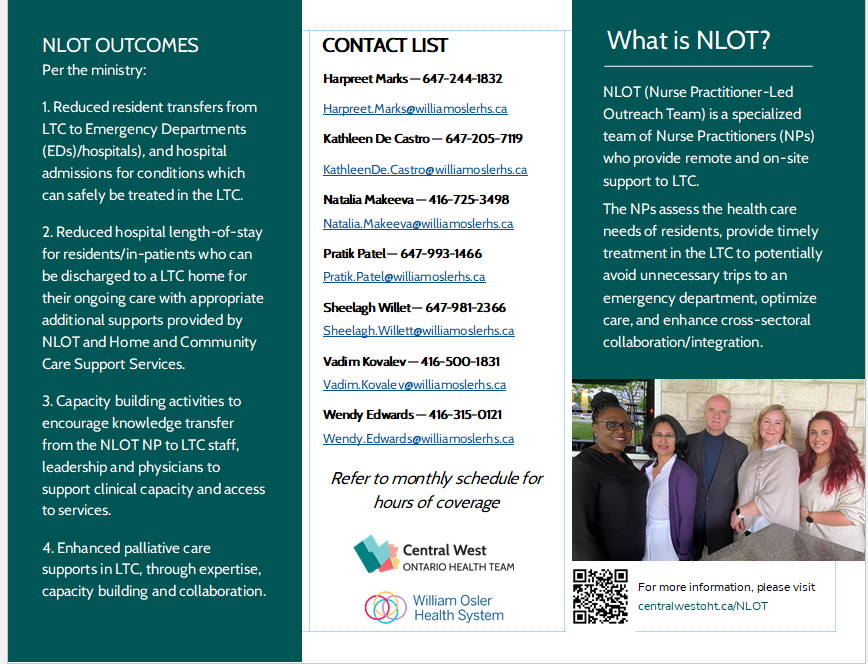 NLOT OUTCOMES
Per the ministry:
1. Reduced resident transfers from
LTC to Emergency Departments
(EDs)/hospitals), and hospital
admissions for conditions which
can safely be treated in the LTC.
2. Reduced hospital length-of-stay
for residents/in-patients who can
be discharged to a LTC home for
their ongoing care with appropriate
additional supports provided by
NLOT and Home and Community
Care Support Services.
3. Capacity building activities to
encourage knowledge transfer
from the NLOT NP to LTC staff,
leadership and physicians to
support clinical capacity and access
to services.
4. Enhanced palliative care
supports in LTC, through expertise,
capacity building and collaboration.
CONTACT LIST
Harpreet Marks — 647-244-1832
Harpreet.Marks@williamoslerhs.ca
Kathleen De Castro — 647-205-7119
KathleenDe.Castro@williamoslerhs.ca
Natalia Makeeva — 416-725-3498
Natalia.Makeeva@williamoslerhs.ca
Pratik Patel — 647-993-1466
Pratik.Patel@williamoslerhs.ca
Sheelagh Willet — 647-981-2366
Sheelagh.Willett@williamoslerhs.ca
Vadim Kovalev — 416-500-1831
Vadim.Kovalev@williamoslerhs.ca
Wendy Edwards — 416-315-0121
Wendy.Edwards@williamoslerhs.ca
Refer to monthly schedule for
hours of coverage
Central West
ONTARIO HEALTH TEAM
William Osler
Health System
What is NLOT?
NLOT (Nurse Practitioner-Led
Outreach Team) is a specialized
team of Nurse Practitioners (NPs)
who provide remote and on-site
support to LTC.
The NPs assess the health care
needs of residents, provide timely
treatment in the LTC to potentially
avoid unnecessary trips to an
emergency department, optimize
care, and enhance cross-sectoral
collaboration/integration.
For more information, please visit
centralwestoht.ca/NLOT